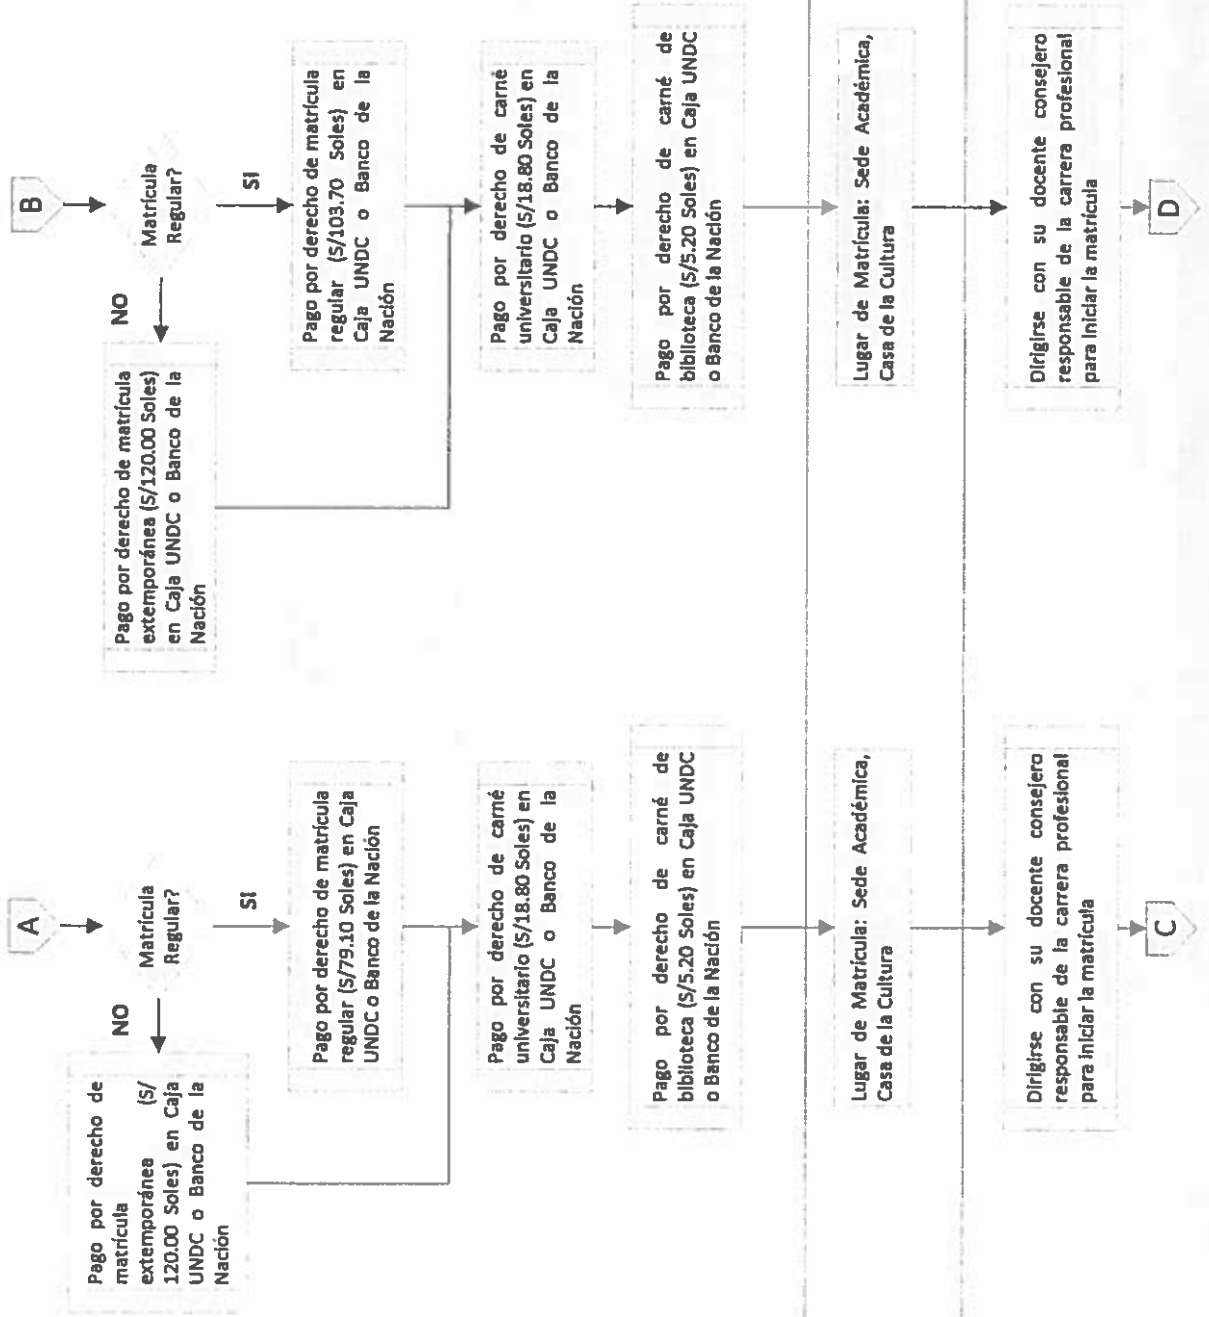 A
Matrícula
Regular?
NO
SI
Pago por derecho de
matrícula
extemporánea (S/
120.00 Soles) en Caja
UNDC o Banco de la
Nación
Pago por derecho de matrícula
regular (S/79.10 Soles) en Caja
UNDC o Banco de la Nación
Pago por derecho de carné
universitario (S/18.80 Soles) en
Caja UNDC o Banco de la
Nación
Pago por derecho de carné de
biblioteca (S/5.20 Soles) en Caja UNDC
o Banco de la Nación
Lugar de Matrícula: Sede Académica,
Casa de la Cultura
Dirigirse con su docente consejero
responsable de la carrera profesional
para iniciar la matrícula
C
B
Matrícula
Regular?
NO
SI
Pago por derecho de matrícula
extemporánea (S/120.00 Soles)
en Caja UNDC o Banco de la
Nación
Pago por derecho de matrícula
regular (S/103.70 Soles) en
Caja UNDC o Banco de la
Nación
Pago por derecho de carné
universitario (S/18.80 Soles) en
Caja UNDC o Banco de la
Nación
Pago por derecho de carné de
biblioteca (S/5.20 Soles) en Caja UNDC
o Banco de la Nación
Lugar de Matrícula: Sede Académica,
Casa de la Cultura
Dirigirse con su docente consejero
responsable de la carrera profesional
para iniciar la matrícula
D